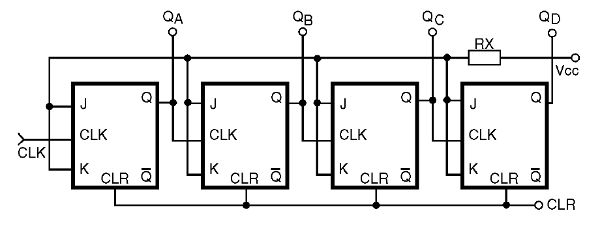 QA QB QC QD
RX
Vcc
J Q J Q J Q J Q
CLK CLK CLK CLK
CLK
K Q̅ K Q̅ K Q̅ K Q̅
CLR CLR CLR CLR
CLR